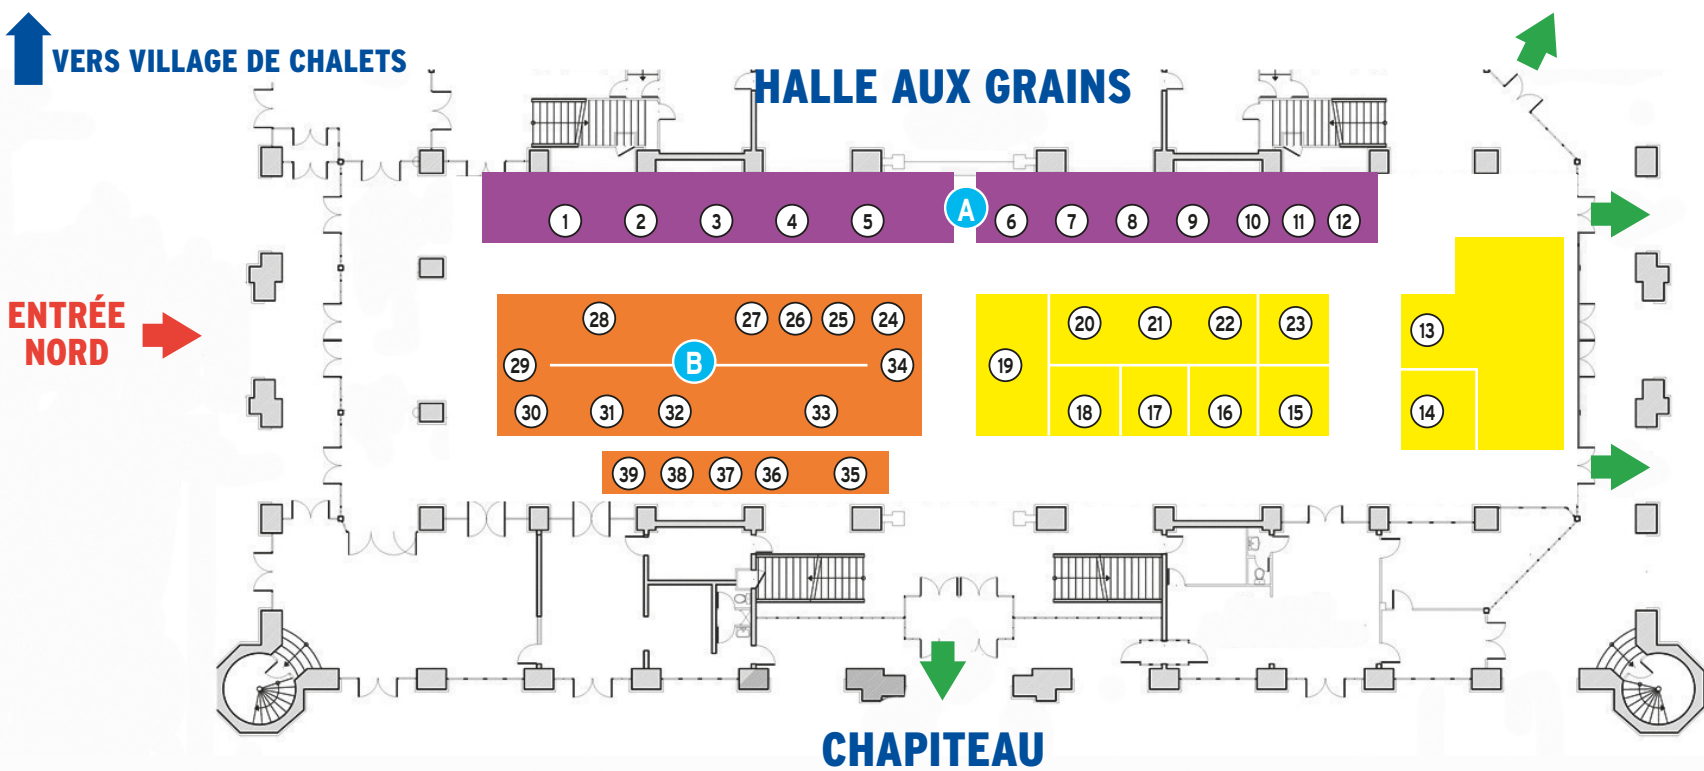 VERS VILLAGE DE CHALETS
HALLE AUX GRAINS
A
1 2 3 4 5 6 7 8 9 10 11 12
ENTRÉE
NORD
28 27 26 25 24
20 21 22 23
13
B
29 34
19
30 31 32 33
18 17 16 15
14
39 38 37 36 35
CHAPITEAU